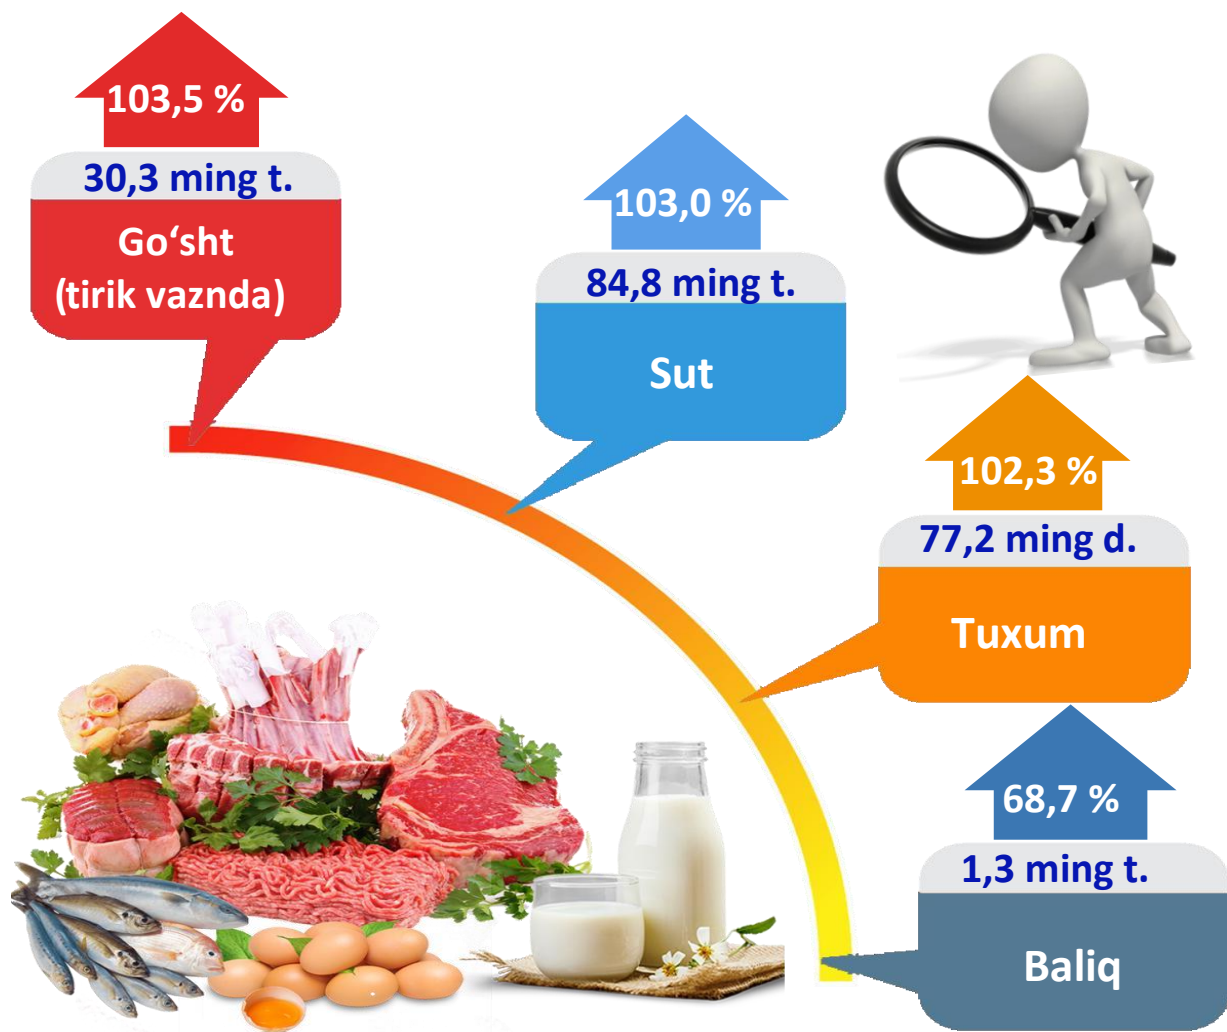 103,5 %
30,3 ming t.
Go‘sht
(tirik vaznda)
103,0 %
84,8 ming t.
Sut
102,3 %
77,2 ming d.
Tuxum
68,7 %
1,3 ming t.
Baliq